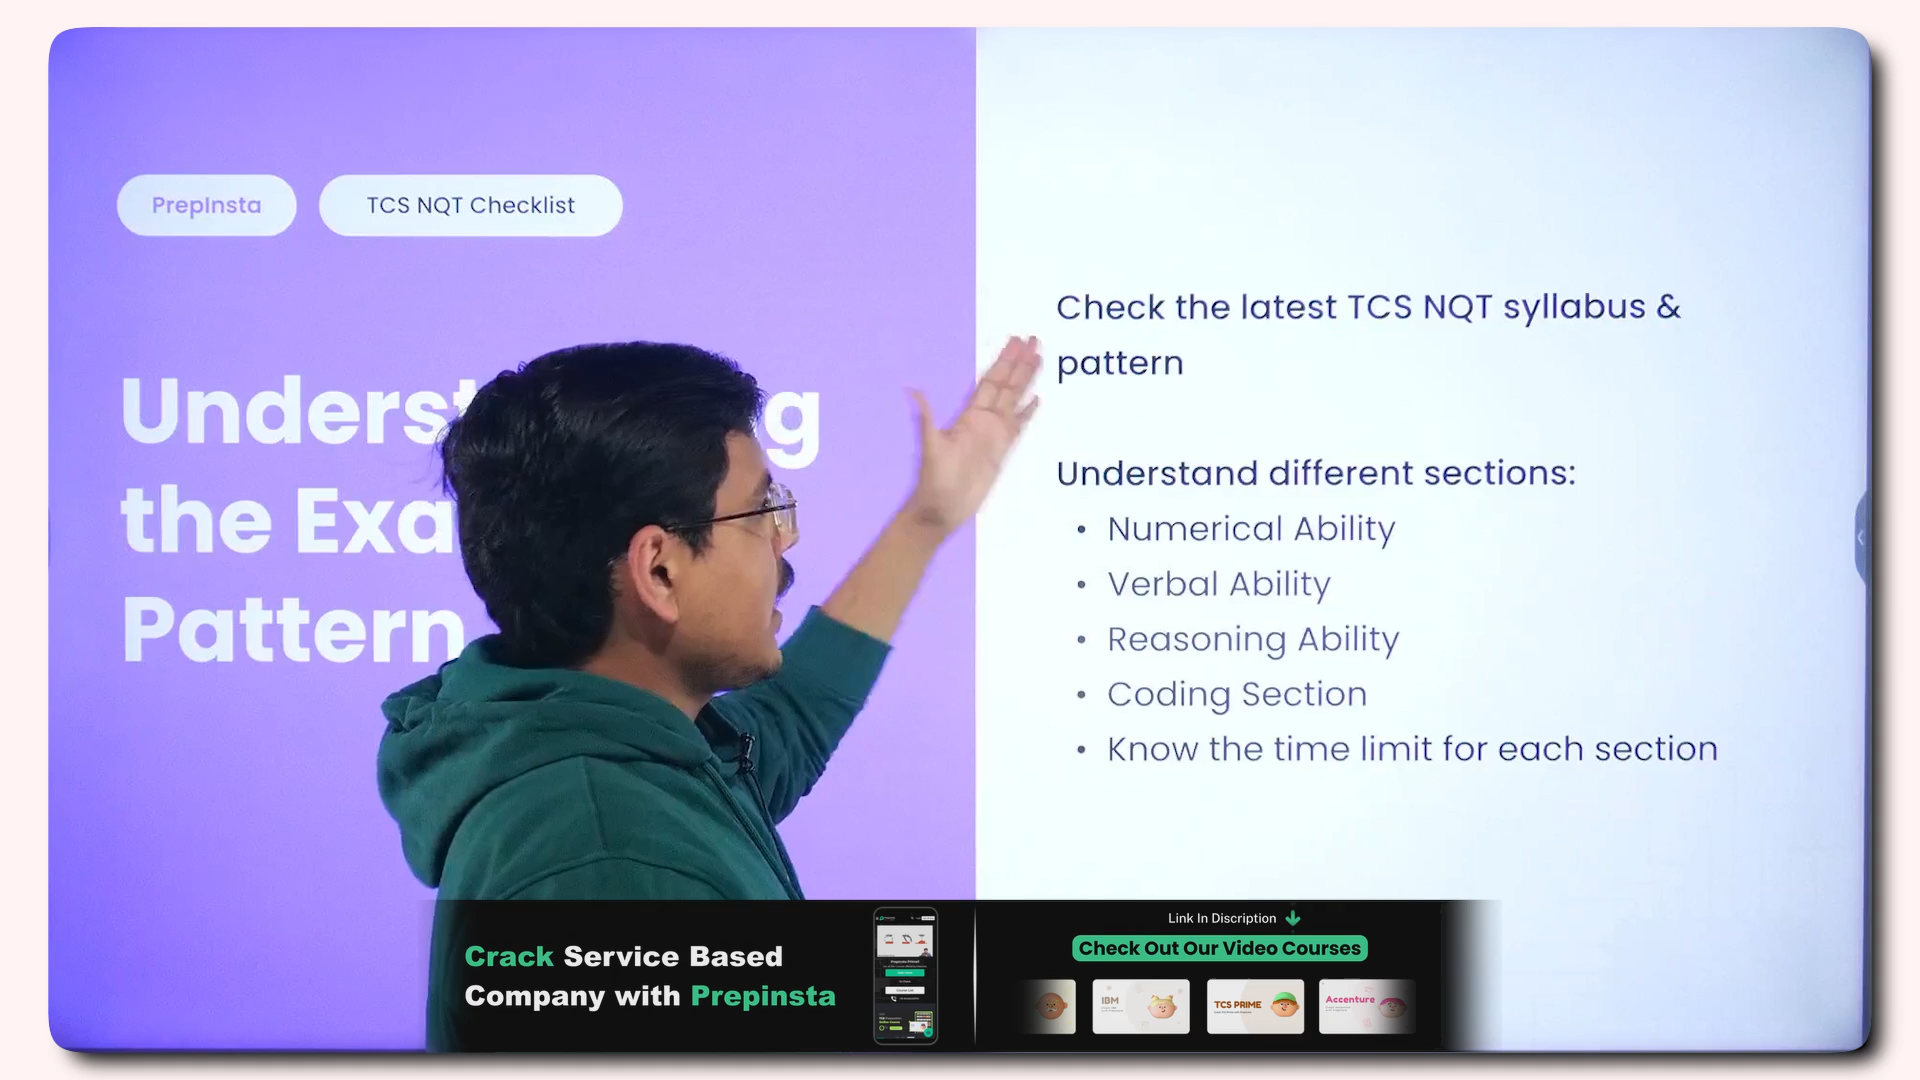 PrepInsta
TCS NQT Checklist
Underst g
the Exa
Pattern
Check the latest TCS NQT syllabus &
pattern
Understand different sections:
• Numerical Ability
• Verbal Ability
• Reasoning Ability
• Coding Section
• Know the time limit for each section
Crack Service Based
Company with Prepinsta
Link In Discription
Check Out Our Video Courses
IBM
TCS PRIME
Accenture